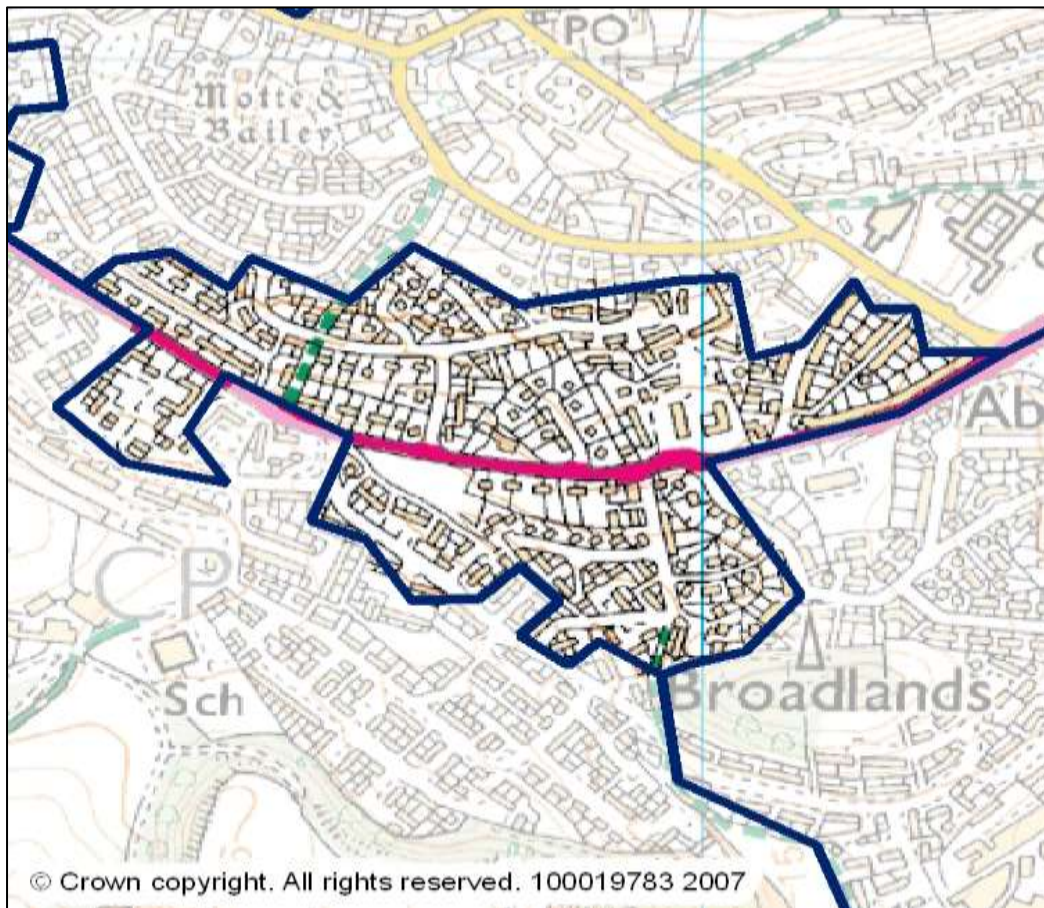 PO
Motte &
Bailey
Ab
CP
Sch
Broadlands
© Crown copyright. All rights reserved. 100019783 2007